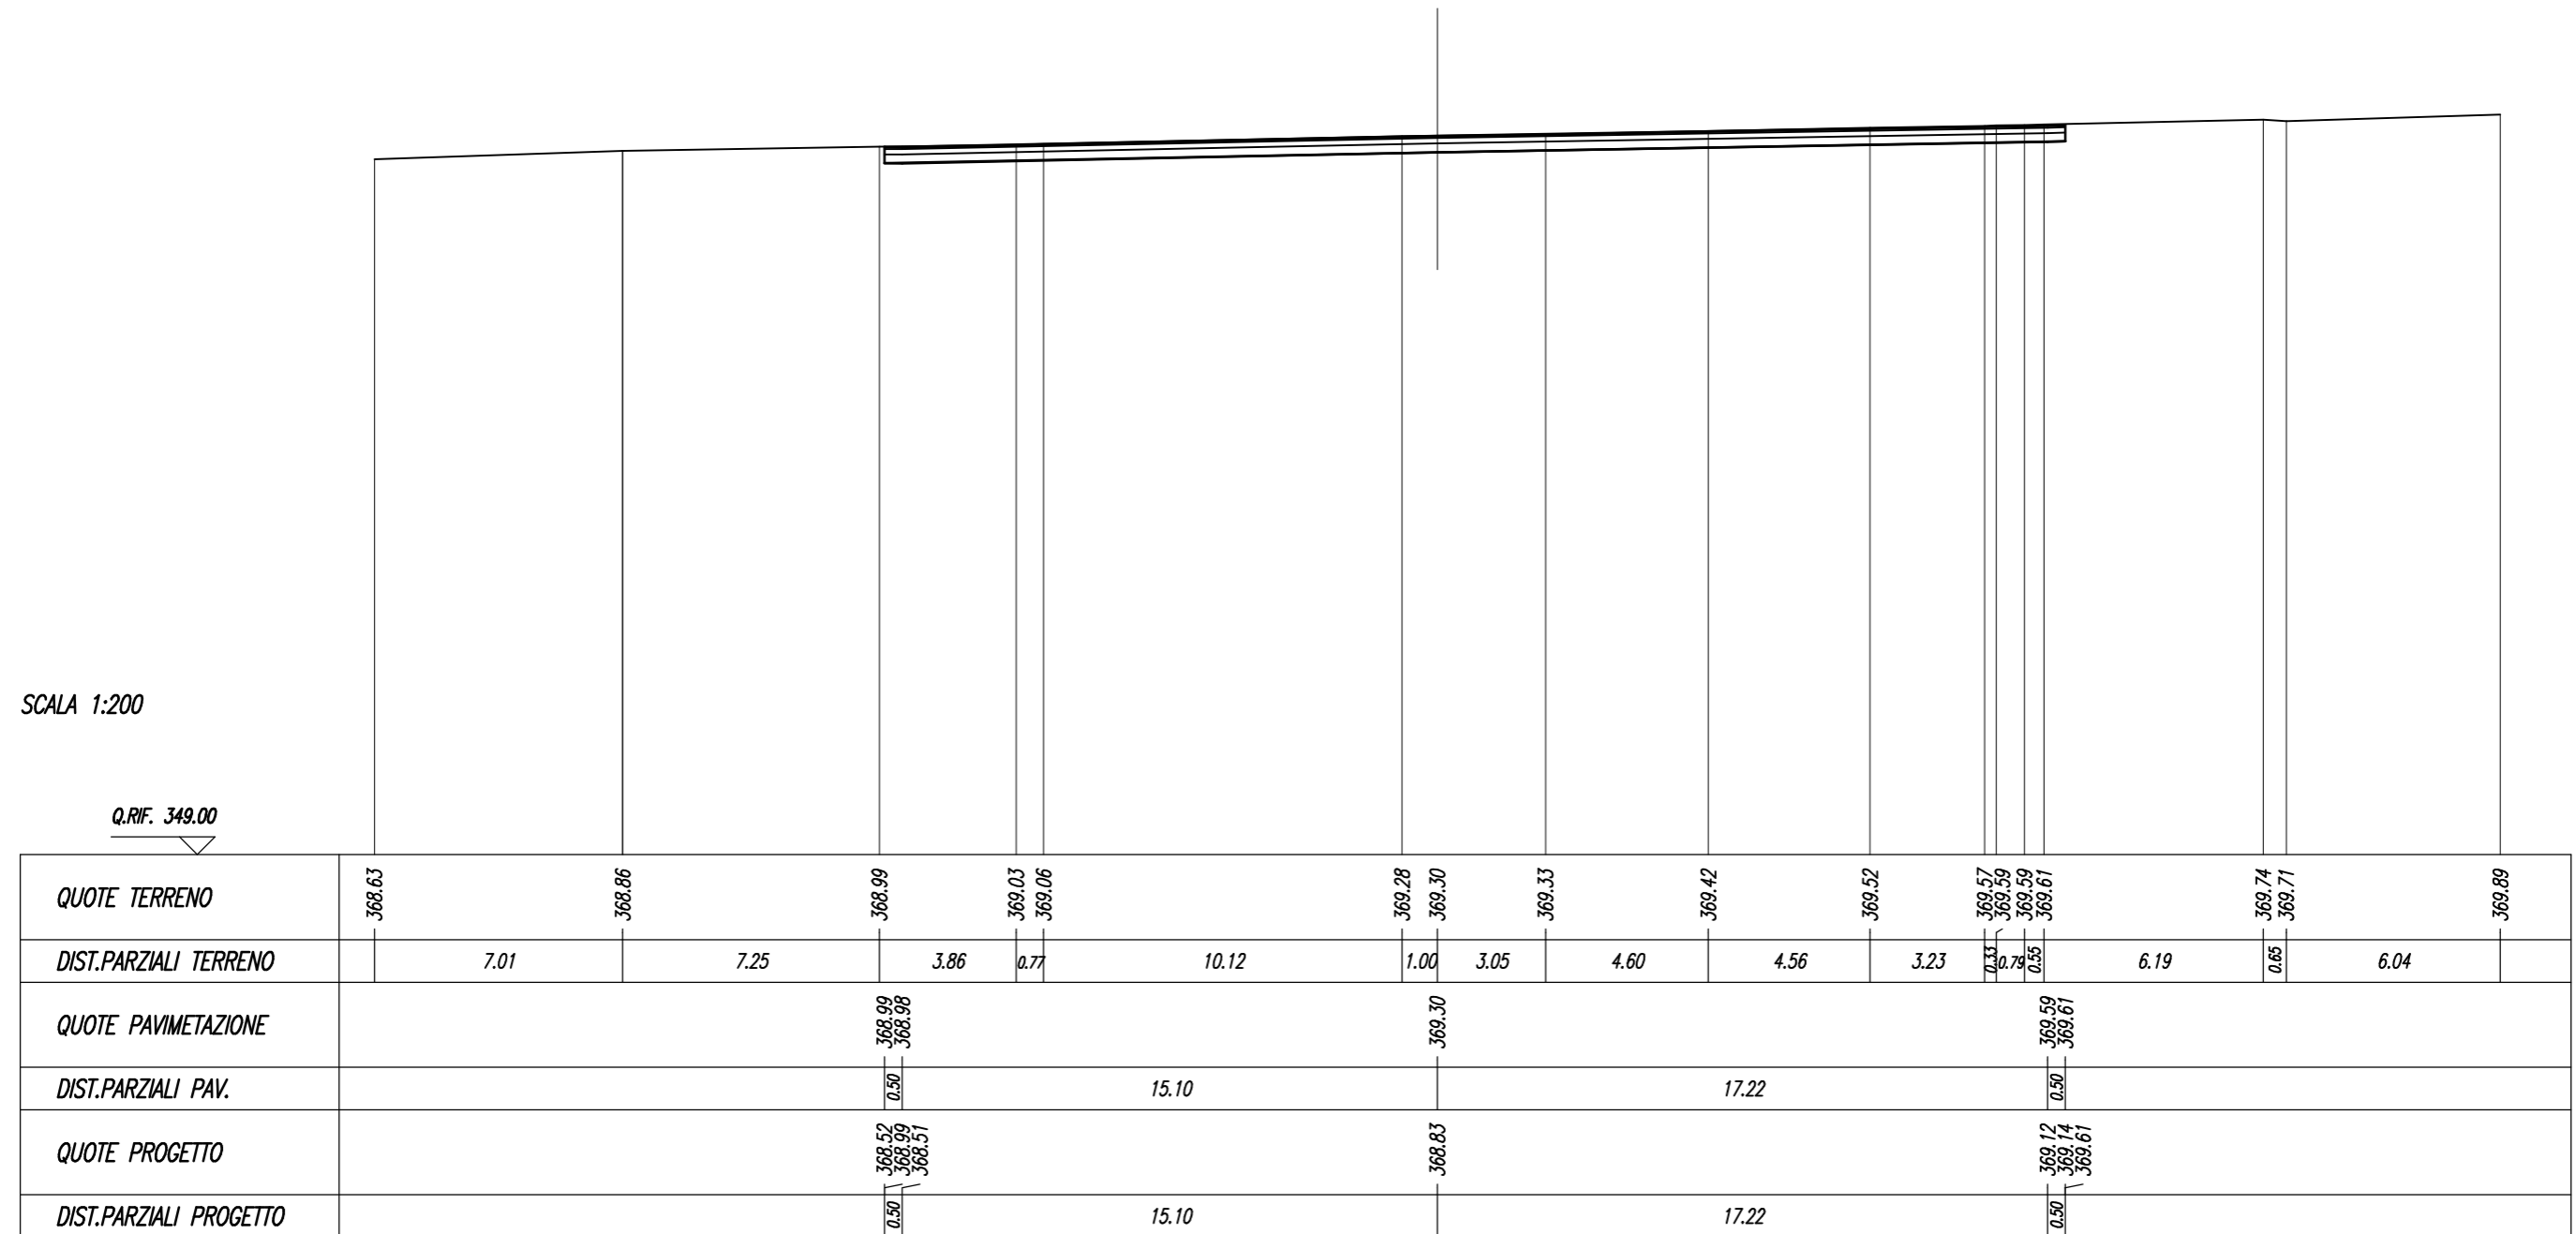 SCALA 1:200
Q.RIF. 349.00
QUOTE TERRENO 368.63 368.86 368.99 369.03 369.06 369.28 369.30 369.33 369.42 369.52 369.57 369.59 369.59 369.61 369.74 369.71 369.89
DIST.PARZIALI TERRENO 7.01 7.25 3.86 0.77 10.12 1.00 3.05 4.60 4.56 3.23 0.33 0.79 0.55 6.19 0.65 6.04
QUOTE PAVIMETAZIONE 368.99 368.98 369.30 369.59 369.61
DIST.PARZIALI PAV. 0.50 15.10 17.22 0.50
QUOTE PROGETTO 368.52 368.99 368.51 368.83 369.12 369.14 369.61
DIST.PARZIALI PROGETTO 0.50 15.10 17.22 0.50